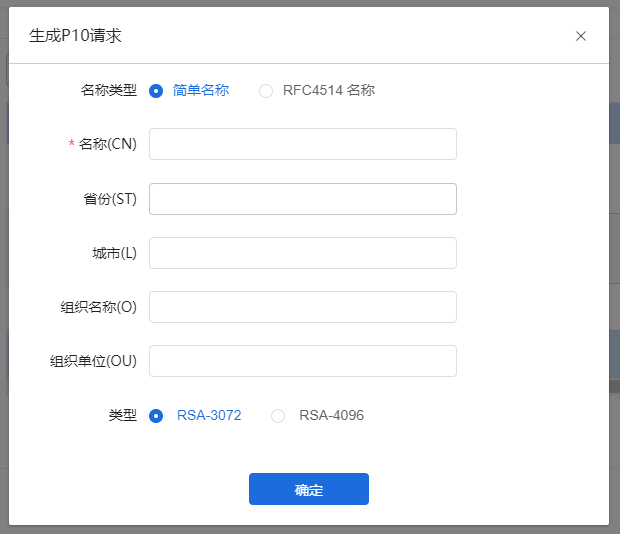 生成P10请求
名称类型 简单名称 RFC4514 名称
* 名称(CN)
省份(ST)
城市(L)
组织名称(O)
组织单位(OU)
类型 RSA-3072 RSA-4096
确定